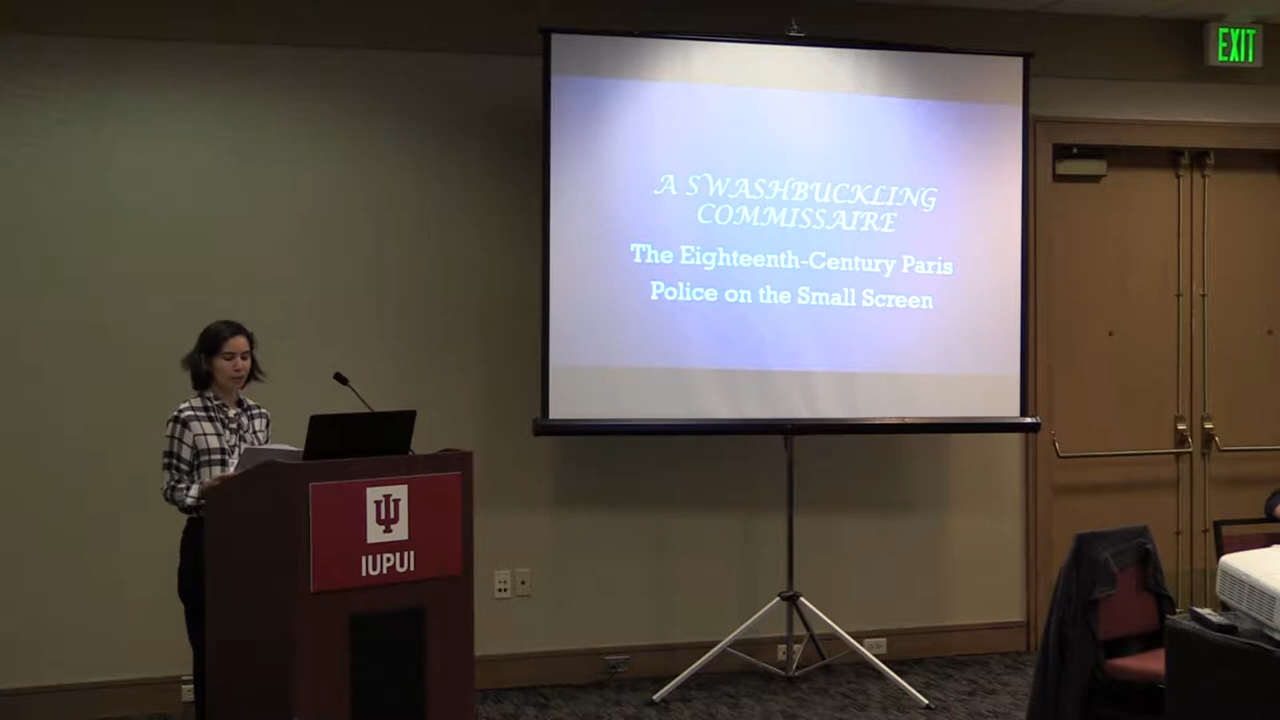 EXIT
A SWASHBUCKLING
COMMISSAIRE
The Eighteenth-Century Paris
Police on the Small Screen
IUPUI